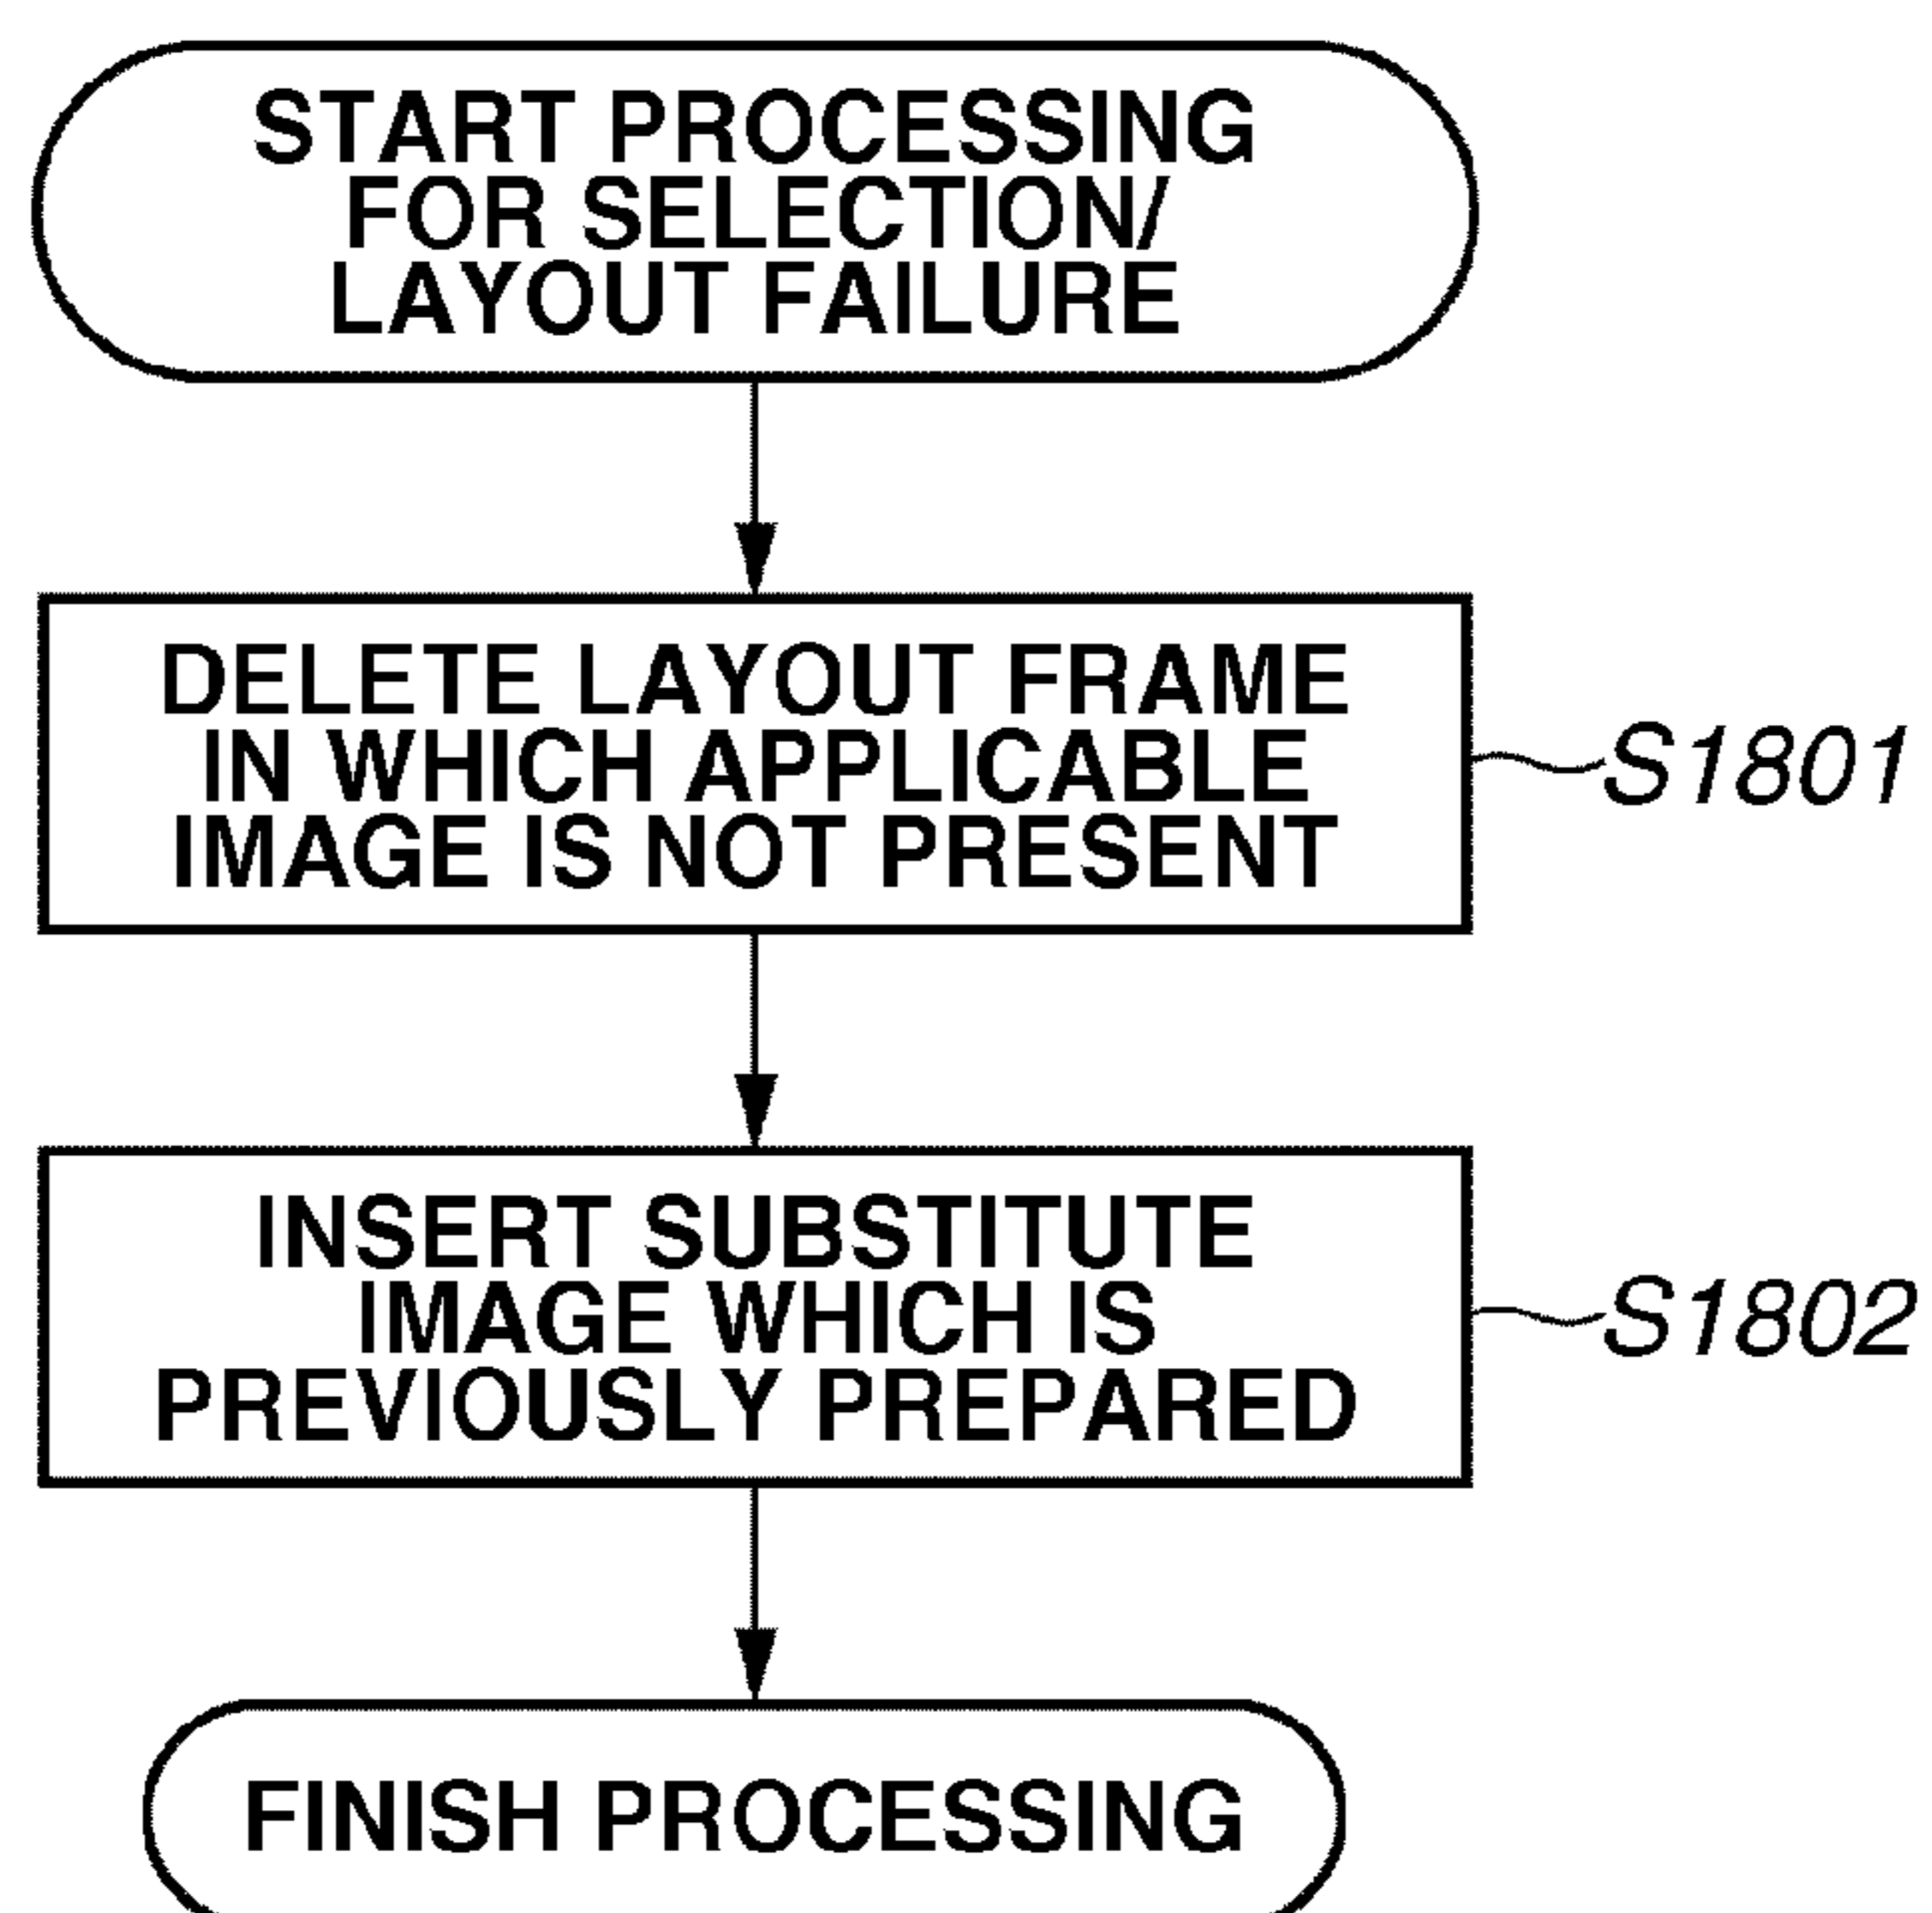 START PROCESSING
FOR SELECTION/
LAYOUT FAILURE
DELETE LAYOUT FRAME
IN WHICH APPLICABLE
IMAGE IS NOT PRESENT
S1801
INSERT SUBSTITUTE
IMAGE WHICH IS
PREVIOUSLY PREPARED
S1802
FINISH PROCESSING